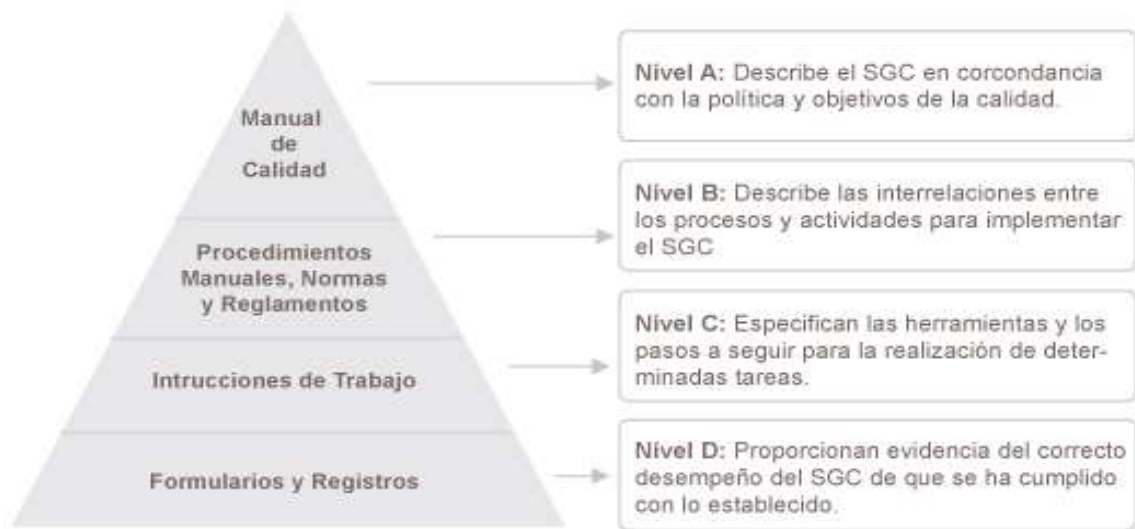 Manual
de
Calidad
Nivel A: Describe el SGC en corcondancia
con la política y objetivos de la calidad.
Procedimientos
Manuales, Normas
y Reglamentos
Nivel B: Describe las interrelaciones entre
los procesos y actividades para implementar
el SGC
Intrucciones de Trabajo
Nivel C: Especifican las herramientas y los
pasos a seguir para la realización de deter-
minadas tareas.
Formularios y Registros
Nivel D: Proporcionan evidencia del correcto
desempeño del SGC de que se ha cumplido
con lo establecido.